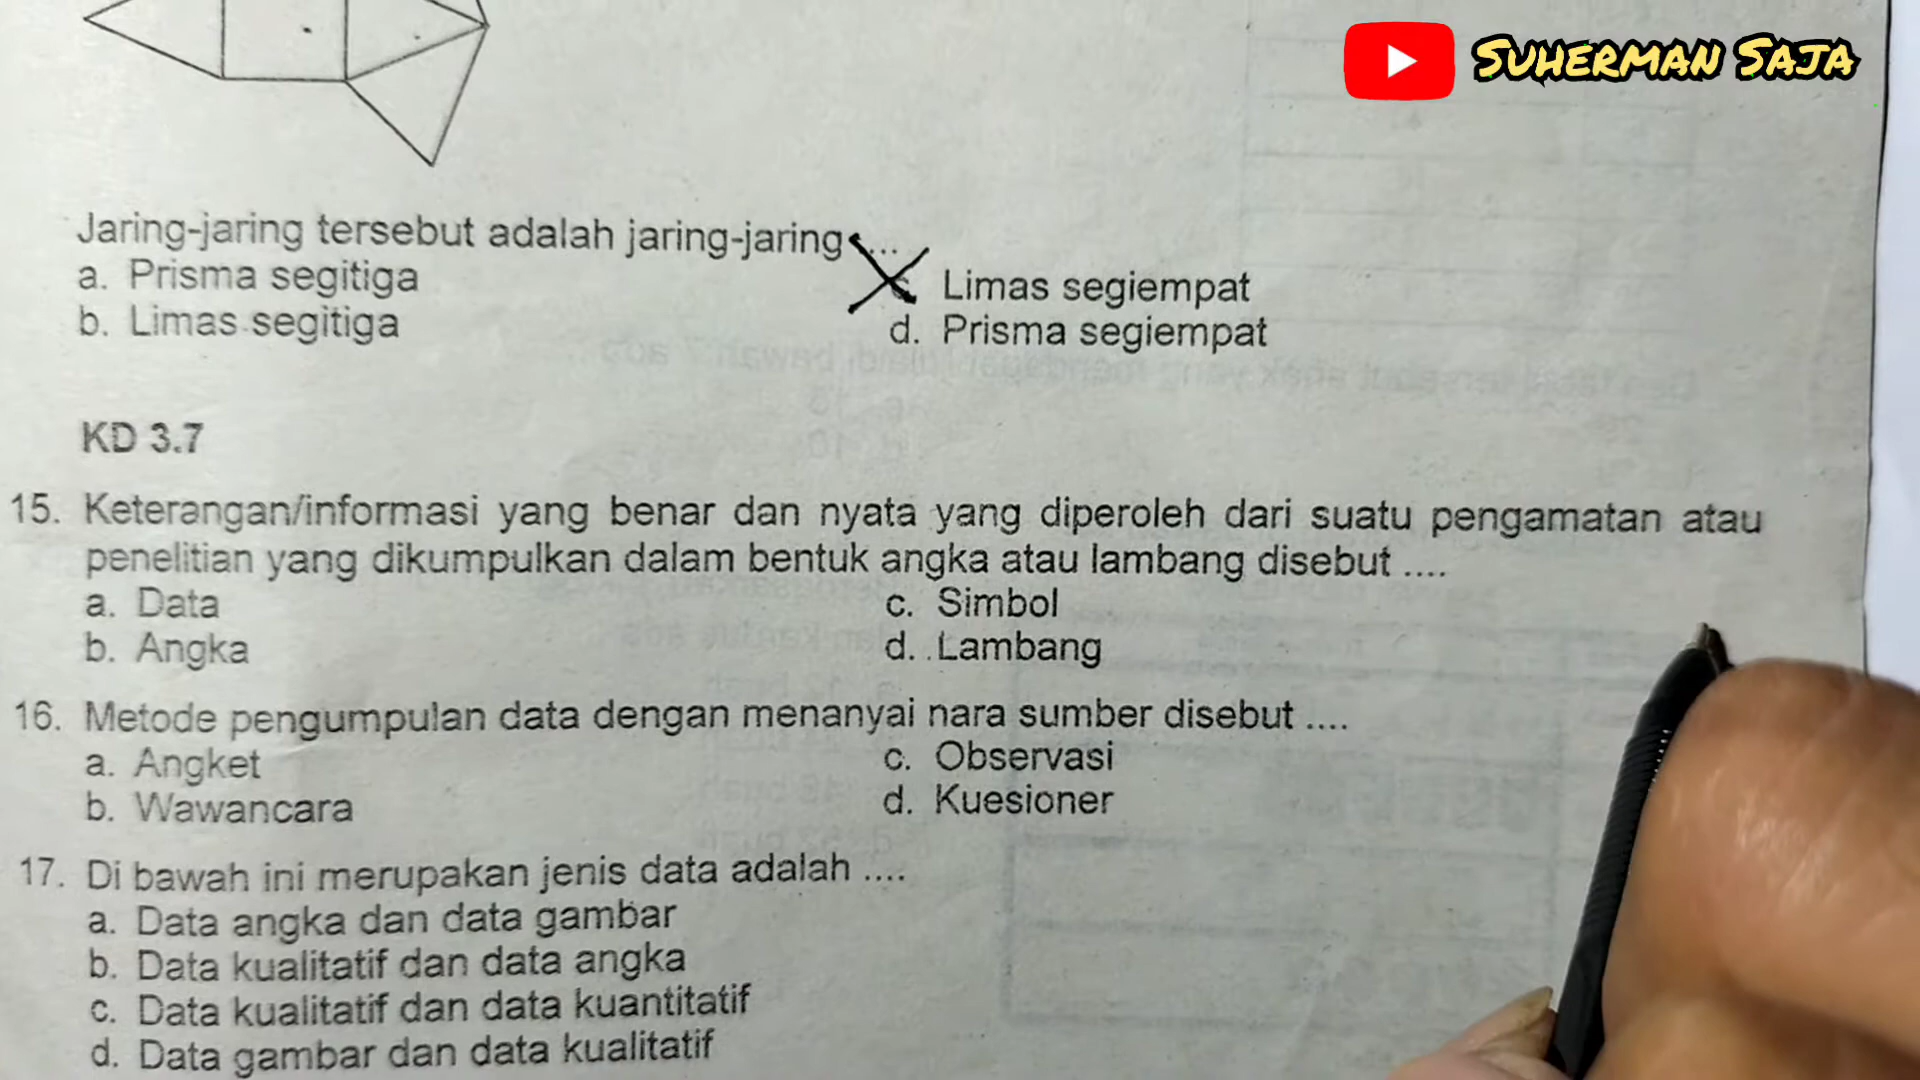 SUHERMAN SAJA
Jaring-jaring tersebut adalah jaring-jaring ....
a. Prisma segitiga
Limas segiempat
b. Limas segitiga
d. Prisma segiempat
KD 3.7
15. Keterangan/informasi yang benar dan nyata yang diperoleh dari suatu pengamatan atau
penelitian yang dikumpulkan dalam bentuk angka atau lambang disebut ....
a. Data
c. Simbol
b. Angka
d. Lambang
16. Metode pengumpulan data dengan menanyai nara sumber disebut ....
a. Angket
c. Observasi
b. Wawancara
d. Kuesioner
17. Di bawah ini merupakan jenis data adalah ....
a. Data angka dan data gambar
b. Data kualitatif dan data angka
c. Data kualitatif dan data kuantitatif
d. Data gambar dan data kualitatif